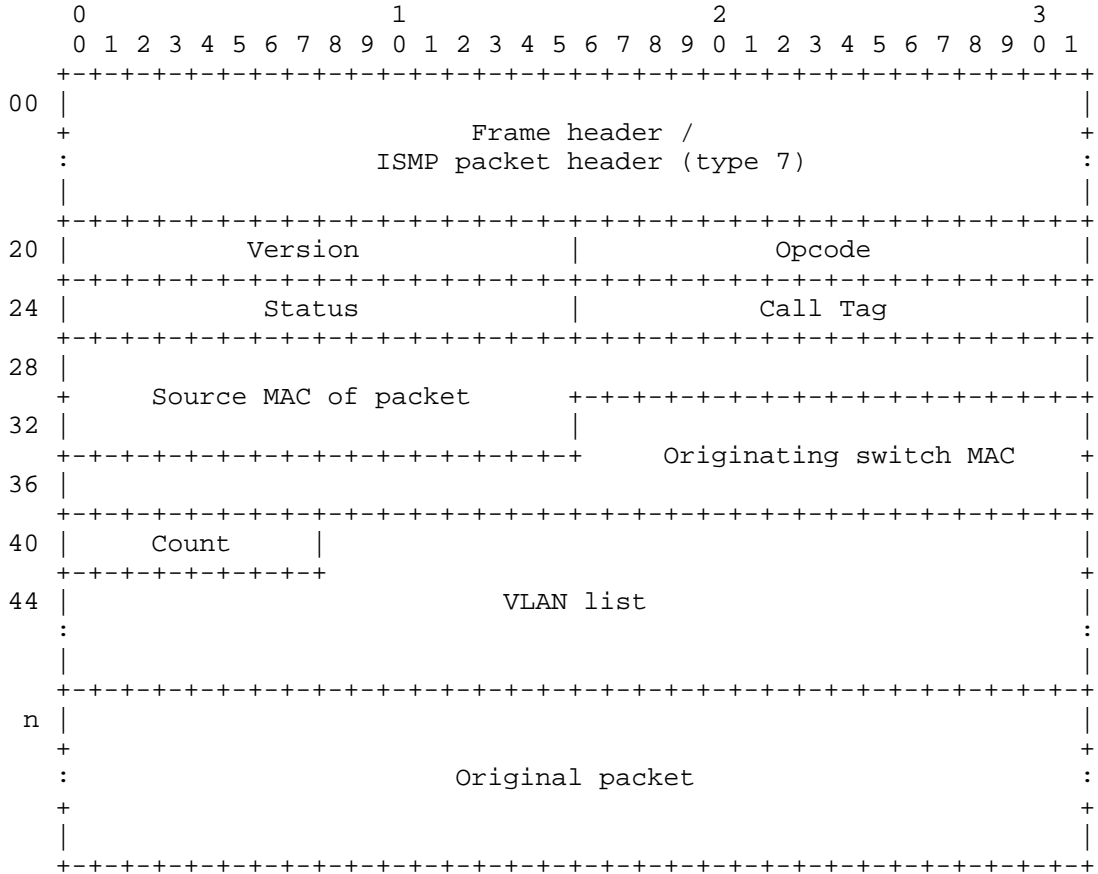 0                   1                   2                   3
 0 1 2 3 4 5 6 7 8 9 0 1 2 3 4 5 6 7 8 9 0 1 2 3 4 5 6 7 8 9 0 1
+-+-+-+-+-+-+-+-+-+-+-+-+-+-+-+-+-+-+-+-+-+-+-+-+-+-+-+-+-+-+-+-+
00 |                                                               |
+                         Frame header /                        +
:                   ISMP packet header (type 7)                 :
|                                                               |
+-+-+-+-+-+-+-+-+-+-+-+-+-+-+-+-+-+-+-+-+-+-+-+-+-+-+-+-+-+-+-+-+
20 |           Version             |            Opcode             |
+-+-+-+-+-+-+-+-+-+-+-+-+-+-+-+-+-+-+-+-+-+-+-+-+-+-+-+-+-+-+-+-+
24 |            Status             |           Call Tag            |
+-+-+-+-+-+-+-+-+-+-+-+-+-+-+-+-+-+-+-+-+-+-+-+-+-+-+-+-+-+-+-+-+
28 |                                                               |
+     Source MAC of packet      +-+-+-+-+-+-+-+-+-+-+-+-+-+-+-+-+
32 |                               |                               |
+-+-+-+-+-+-+-+-+-+-+-+-+-+-+-+-+     Originating switch MAC    +
36 |                                                               |
+-+-+-+-+-+-+-+-+-+-+-+-+-+-+-+-+-+-+-+-+-+-+-+-+-+-+-+-+-+-+-+-+
40 |     Count     |                                               |
+-+-+-+-+-+-+-+-+                                               +
44 |                           VLAN list                           |
:                                                               :
|                                                               |
+-+-+-+-+-+-+-+-+-+-+-+-+-+-+-+-+-+-+-+-+-+-+-+-+-+-+-+-+-+-+-+-+
n |                                                               |
+                                                               +
:                        Original packet                        :
+                                                               +
|                                                               |
+-+-+-+-+-+-+-+-+-+-+-+-+-+-+-+-+-+-+-+-+-+-+-+-+-+-+-+-+-+-+-+-+